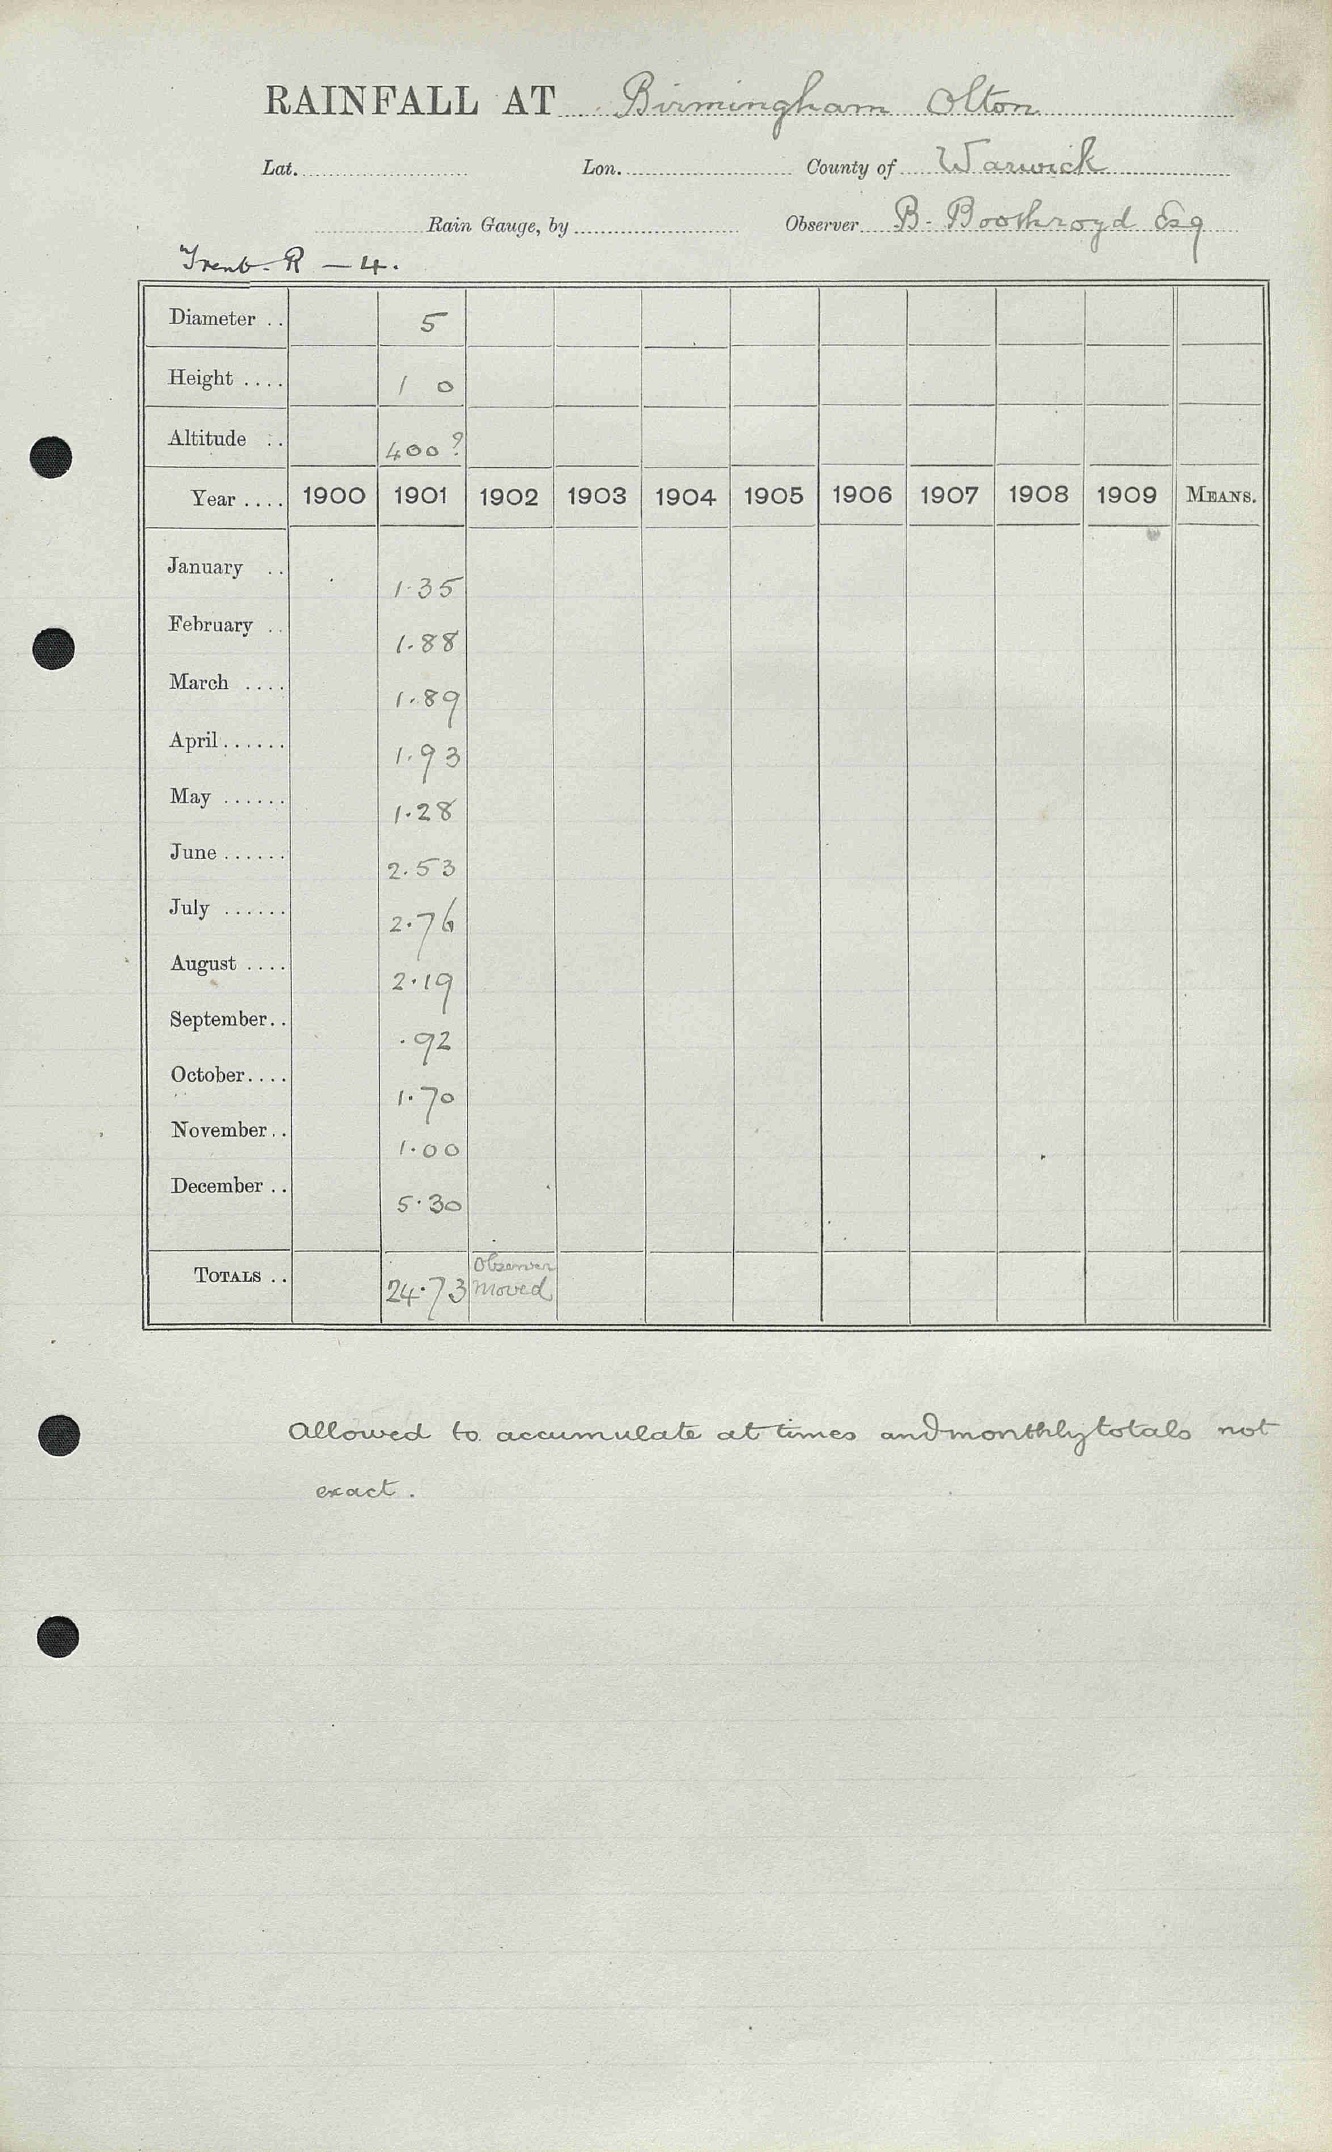 RAINFALL AT Birmingham Olton
Lat. Lon. County of Warwick
Rain Gauge, by Observer B. Boothroyd Esq
Trent. R — 4.
Diameter .. 5
Height .... 1 0
Altitude .. 400?
Year .... 1900 1901 1902 1903 1904 1905 1906 1907 1908 1909 MEANS.
January .. 1.35
February .. 1.88
March .... 1.89
April ...... 1.93
May ...... 1.28
June ...... 2.53
July ...... 2.76
August .... 2.19
September.. .92
October.... 1.70
November.. 1.00
December .. 5.30
TOTALS .. 24.73 Observer moved
Allowed to accumulate at times and monthly totals not
exact.